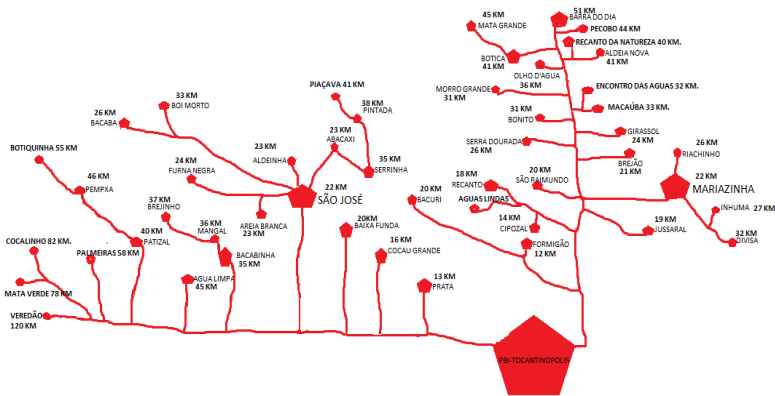 51 KM
BARRA DO DIA
45 KM
MATA GRANDE
PECOBO 44 KM
RECANTO DA NATUREZA 40 KM.
ALDEIA NOVA
41 KM
BOTICA
41 KM
OLHO D'AGUA
36 KM
MORRO GRANDE
31 KM
ENCONTRO DAS AGUAS 32 KM.
MACAÚBA 33 KM.
31 KM
BONITO
GIRASSOL
24 KM
SERRA DOURADA
26 KM
BREJÃO
21 KM
26 KM
RIACHINHO
PIAÇAVA 41 KM
38 KM
PINTADA
33 KM
BOI MORTO
26 KM
BACABA
23 KM
ABACAXI
23 KM
ALDEINHA
35 KM
SERRINHA
24 KM
FURNA NEGRA
BOTIQUINHA 55 KM
46 KM
PEMPXA
22 KM
SÃO JOSÉ
AREIA BRANCA
23 KM
37 KM
BREJINHO
36 KM
MANGAL
BACABINHA
35 KM
40 KM
PATIZAL
COCALINHO 82 KM.
PALMEIRAS 58 KM
MATA VERDE 78 KM
VEREDÃO
120 KM
AGUA LIMPA
45 KM
20KM
BAIXA FUNDA
16 KM
COCAU GRANDE
13 KM
PRATA
20 KM
BACURI
18 KM
RECANTO
AGUAS LINDAS
20 KM
SÃO RAIMUNDO
14 KM
CIPOZAL
FORMIGÃO
12 KM
22 KM
MARIAZINHA
INHUMA 27 KM
19 KM
JUSSARAL
32 KM
DIVISA
PBI-TOCANTINOPOLIS